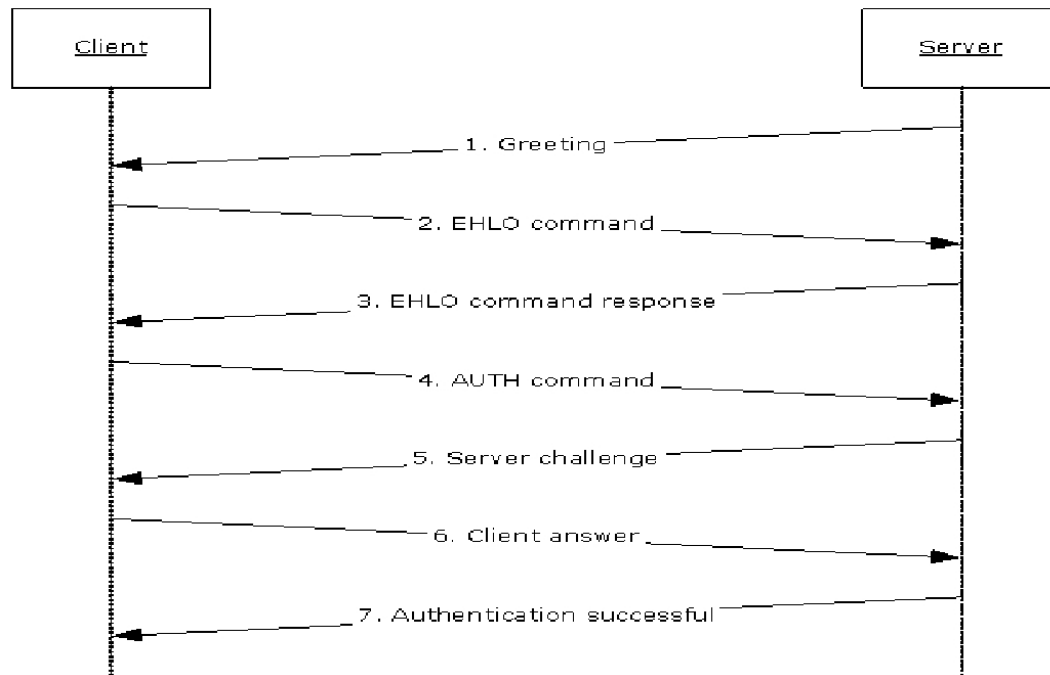 Client
Server
1. Greeting
2. EHLO command
3. EHLO command response
4. AUTH command
5. Server challenge
6. Client answer
7. Authentication successful